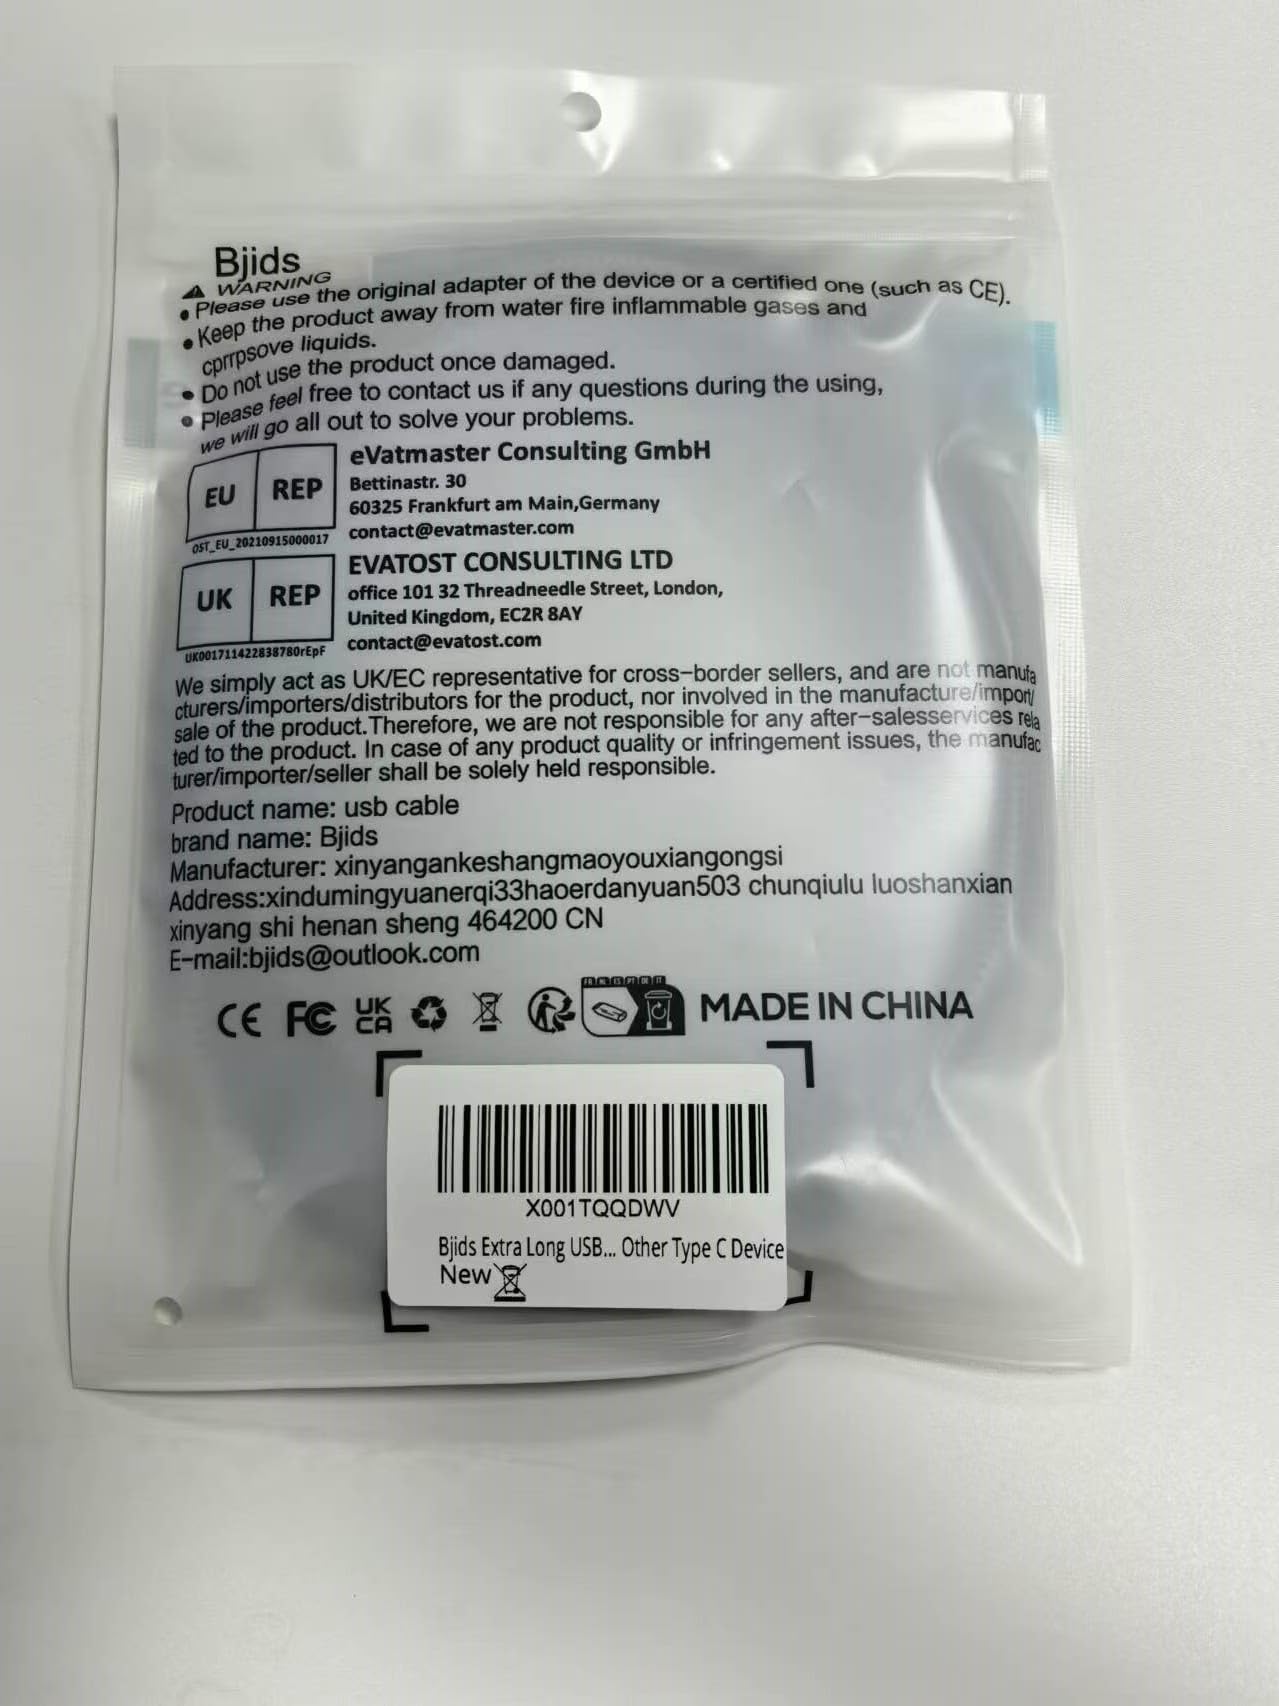 Bjids
WARNING
• Please use the original adapter of the device or a certified one (such as CE).
• Keep the product away from water fire inflammable gases and
cprrpsove liquids.
• Do not use the product once damaged.
• Please feel free to contact us if any questions during the using,
we will go all out to solve your problems.
EU REP
OST_EU_20210915000017
eVatmaster Consulting GmbH
Bettinastr. 30
60325 Frankfurt am Main,Germany
contact@evatmaster.com
UK REP
UK001711422838780rEpF
EVATOST CONSULTING LTD
office 101 32 Threadneedle Street, London,
United Kingdom, EC2R 8AY
contact@evatost.com
We simply act as UK/EC representative for cross-border sellers, and are not manufa
cturers/importers/distributors for the product, nor involved in the manufacture/import/
sale of the product.Therefore, we are not responsible for any after-salesservices rela
ted to the product. In case of any product quality or infringement issues, the manufac
turer/importer/seller shall be solely held responsible.
Product name: usb cable
brand name: Bjids
Manufacturer: xinyangankeshangmaoyouxiangongsi
Address:xindumingyuanerqi33haoerdanyuan503 chunqiulu luoshanxian
xinyang shi henan sheng 464200 CN
E-mail:bjids@outlook.com
CE FC UK CA MADE IN CHINA
X001TQQDWV
Bjids Extra Long USB... Other Type C Device
New